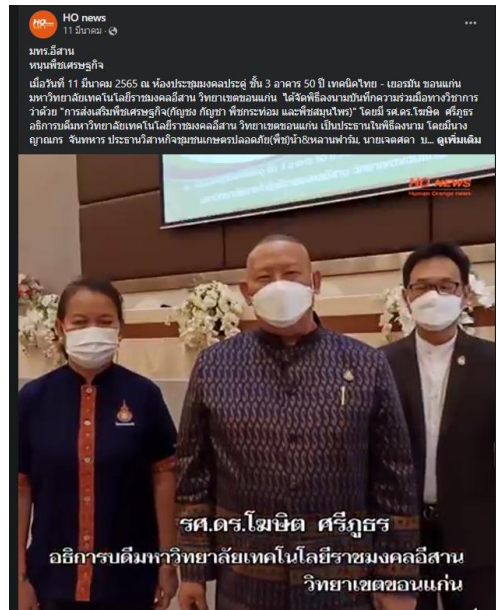 HO news
11 มีนาคม ·
มทร.อีสาน
หนุนพืชเศรษฐกิจ
เมื่อวันที่ 11 มีนาคม 2565 ณ ห้องประชุมมงคลประดู่ ชั้น 3 อาคาร 50 ปี เทคนิคไทย - เยอรมัน ขอนแก่น
มหาวิทยาลัยเทคโนโลยีราชมงคลอีสาน วิทยาเขตขอนแก่น ได้จัดพิธีลงนามบันทึกความร่วมมือทางวิชาการ
ว่าด้วย "การส่งเสริมพืชเศรษฐกิจ(กัญชง กัญชา พืชกระท่อม และพืชสมุนไพร)" โดยมี รศ.ดร.โฆษิต ศรีภูธร
อธิการบดีมหาวิทยาลัยเทคโนโลยีราชมงคลอีสาน วิทยาเขตขอนแก่น เป็นประธานในพิธีลงนาม โดยมีนาง
ญาณกร จันทหาร ประธานวิสาหกิจชุมชนเกษตรปลอดภัย(พืช)น้ำ&หลานฟาร์ม, นายเจตศดา บ... ดูเพิ่มเติม
HO NEWS
Human Orange news
รศ.ดร.โฆษิต ศรีภูธร
อธิการบดีมหาวิทยาลัยเทคโนโลยีราชมงคลอีสาน
วิทยาเขตขอนแก่น